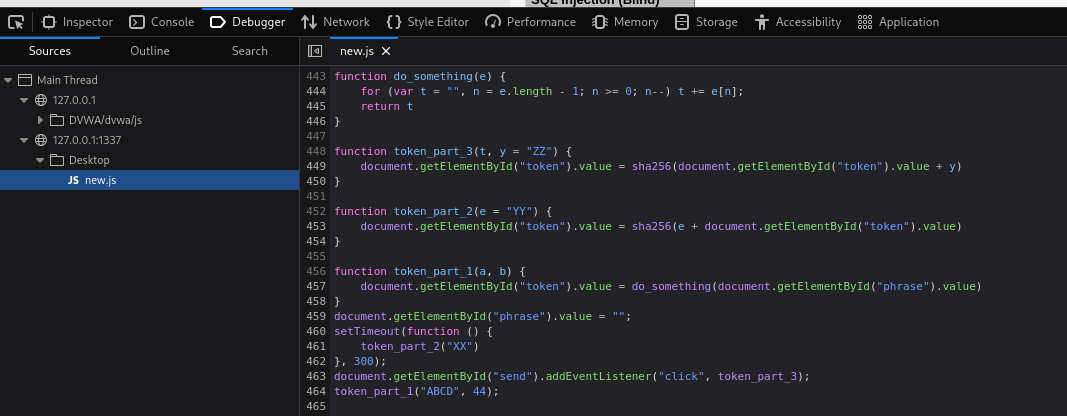 SQL Injection (Blind)
Inspector Console Debugger Network Style Editor Performance Memory Storage Accessibility Application
Sources Outline Search
new.js
Main Thread
127.0.0.1
DVWA/dvwa/js
127.0.0.1:1337
Desktop
JS new.js
443 function do_something(e) {
444     for (var t = "", n = e.length - 1; n >= 0; n--) t += e[n];
445     return t
446 }
447
448 function token_part_3(t, y = "ZZ") {
449     document.getElementById("token").value = sha256(document.getElementById("token").value + y)
450 }
451
452 function token_part_2(e = "YY") {
453     document.getElementById("token").value = sha256(e + document.getElementById("token").value)
454 }
455
456 function token_part_1(a, b) {
457     document.getElementById("token").value = do_something(document.getElementById("phrase").value)
458 }
459 document.getElementById("phrase").value = "";
460 setTimeout(function () {
461     token_part_2("XX")
462 }, 300);
463 document.getElementById("send").addEventListener("click", token_part_3);
464 token_part_1("ABCD", 44);
465